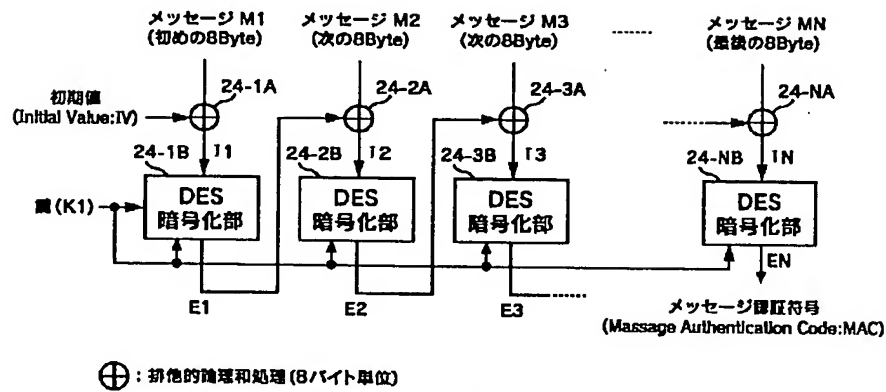 メッセージ M1
(初めの8Byte)
メッセージ M2
(次の8Byte)
メッセージ M3
(次の8Byte)
メッセージ MN
(最後の8Byte)
24-1A
24-2A
24-3A
24-NA
初期値
(Initial Value:IV)
I1
I2
I3
IN
24-1B
24-2B
24-3B
24-NB
鍵(K1)
DES
暗号化部
DES
暗号化部
DES
暗号化部
DES
暗号化部
E1
E2
E3
EN
メッセージ認証符号
(Massage Authentication Code:MAC)
⊕:排他的論理和処理(8バイト単位)